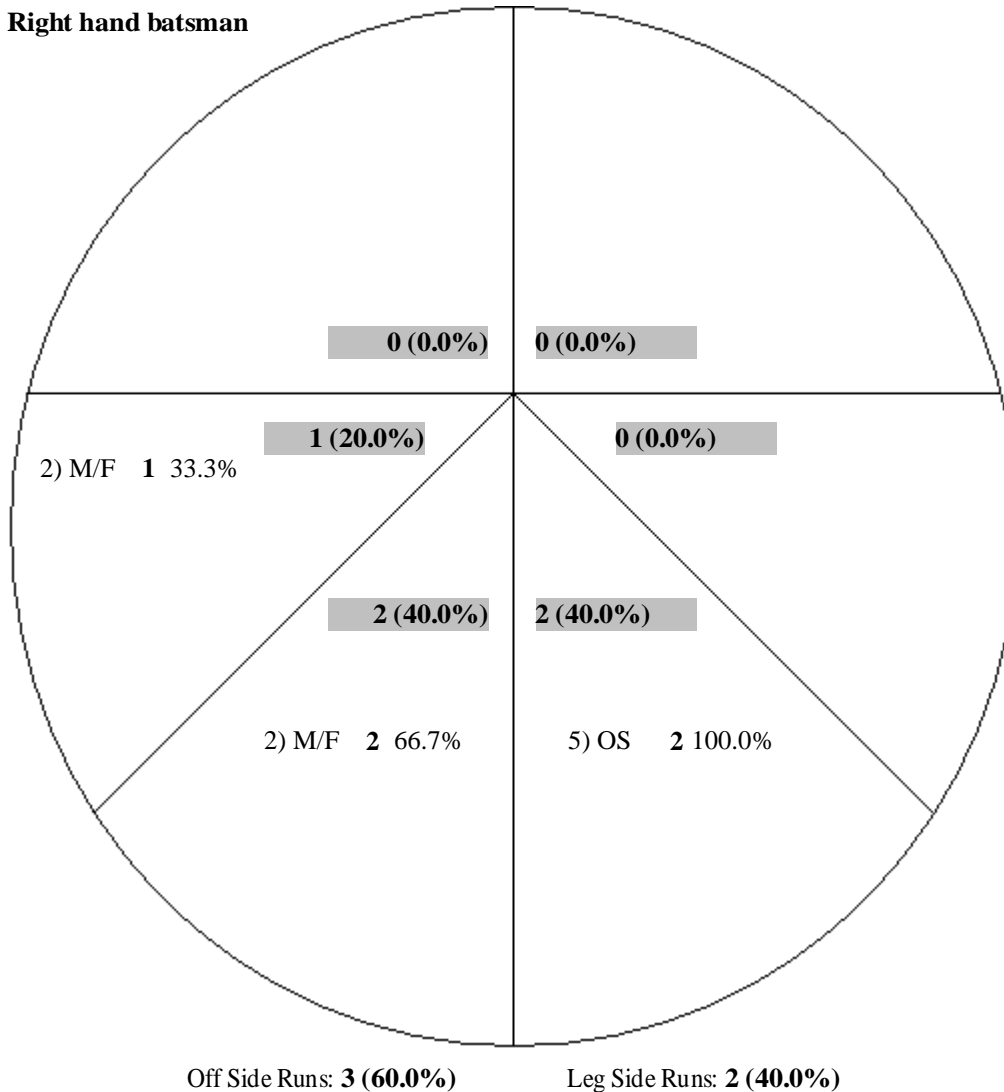 Right hand batsman
0 (0.0%) 0 (0.0%)
1 (20.0%) 0 (0.0%)
2) M/F 1 33.3%
2 (40.0%) 2 (40.0%)
2) M/F 2 66.7% 5) OS 2 100.0%
Off Side Runs: 3 (60.0%) Leg Side Runs: 2 (40.0%)